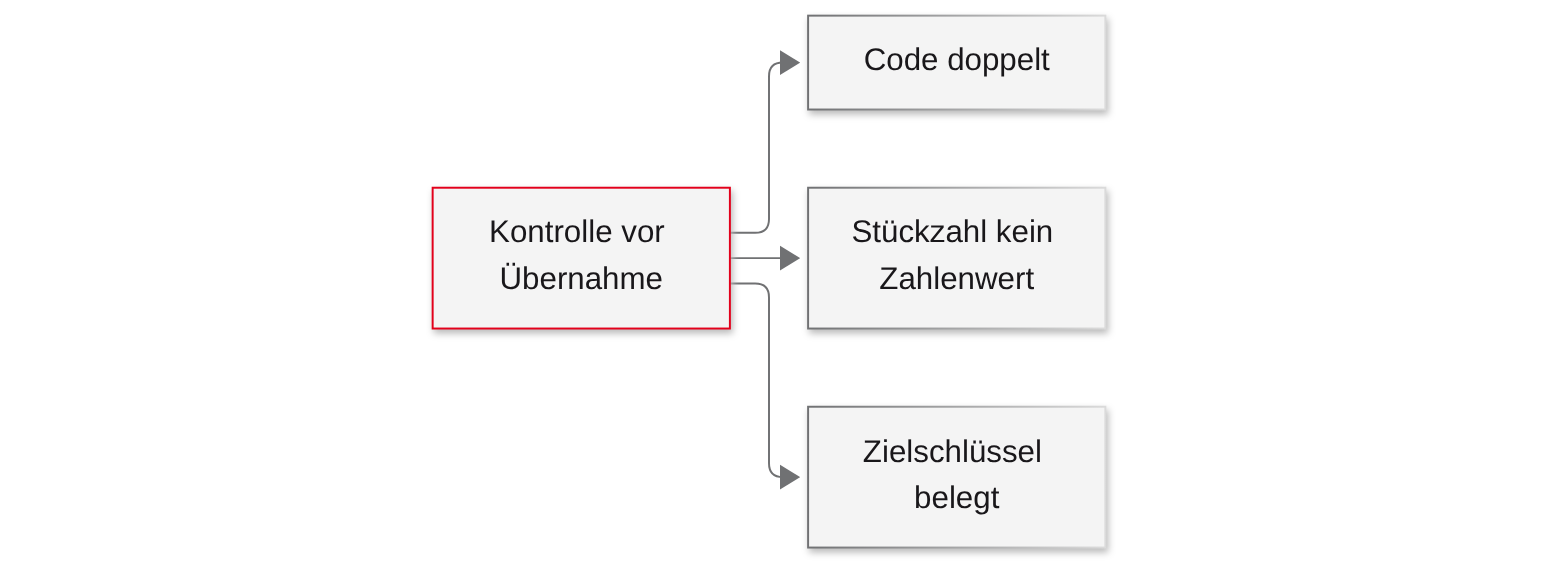 Code doppelt
Kontrolle vor
Übernahme
Stückzahl kein
Zahlenwert
Zielschlüssel
belegt